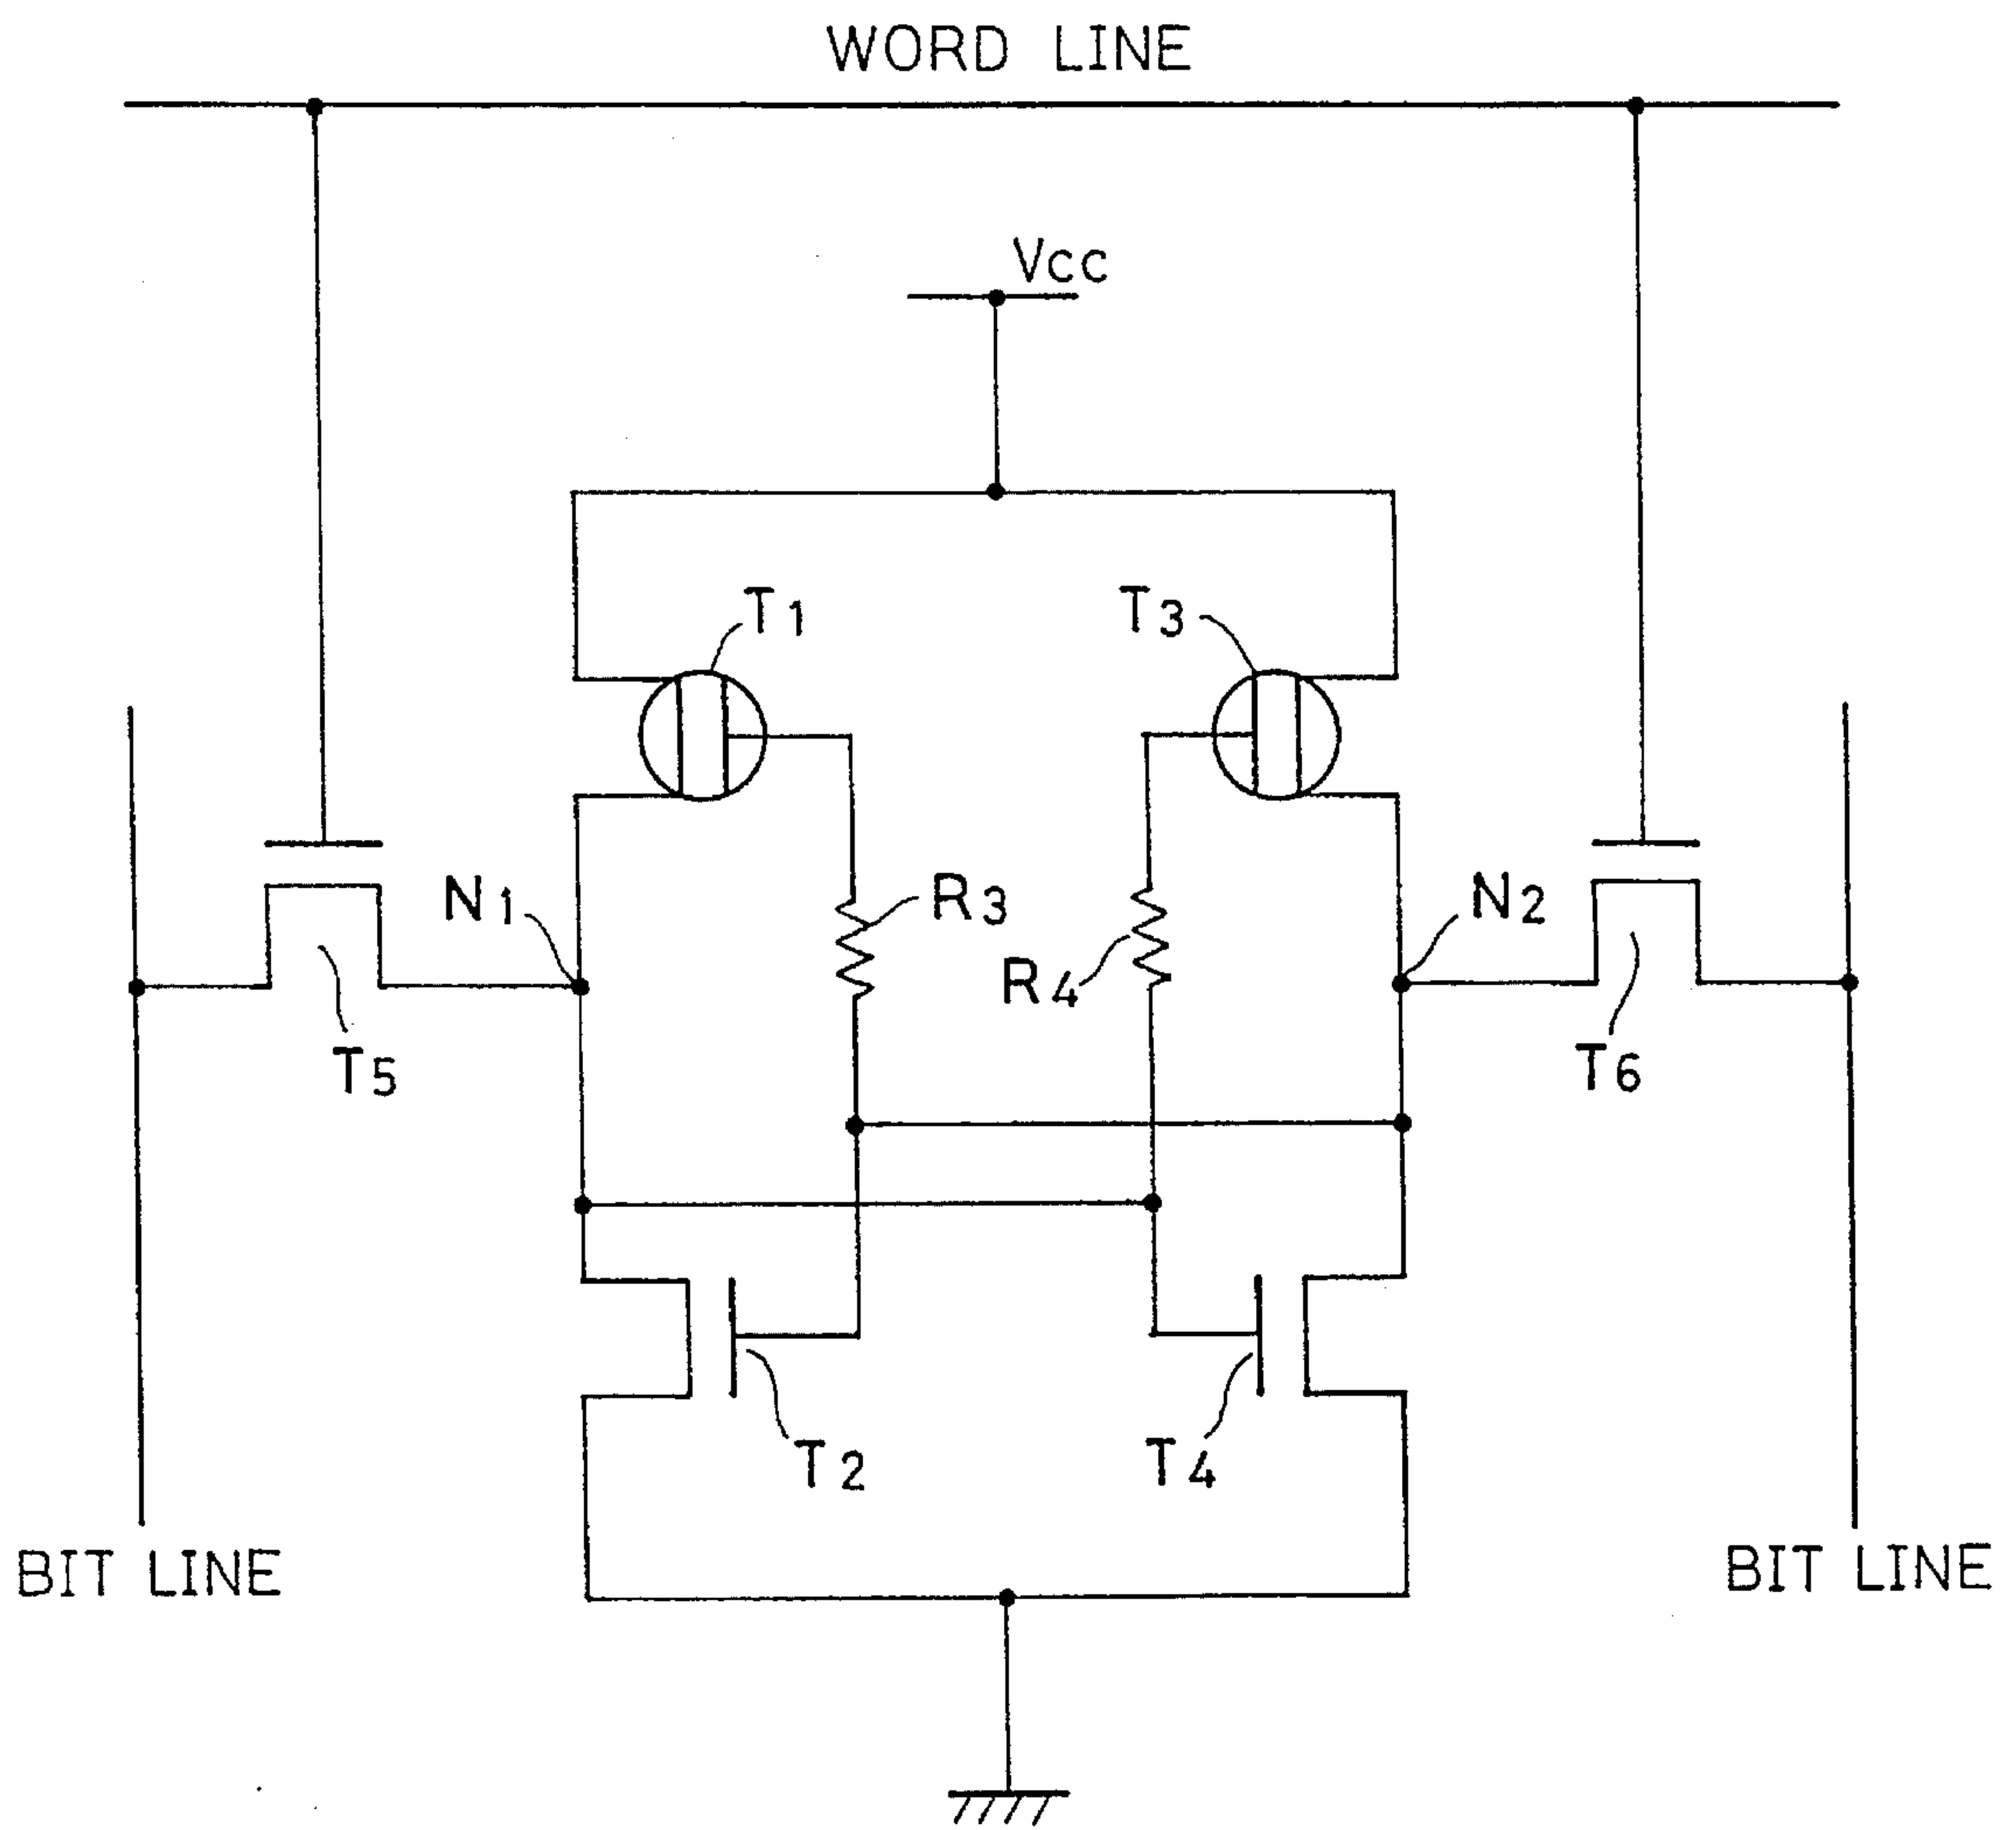 WORD LINE
Vcc
T1
T3
N1
R3
R4
N2
T5
T6
T2
T4
BIT LINE
BIT LINE